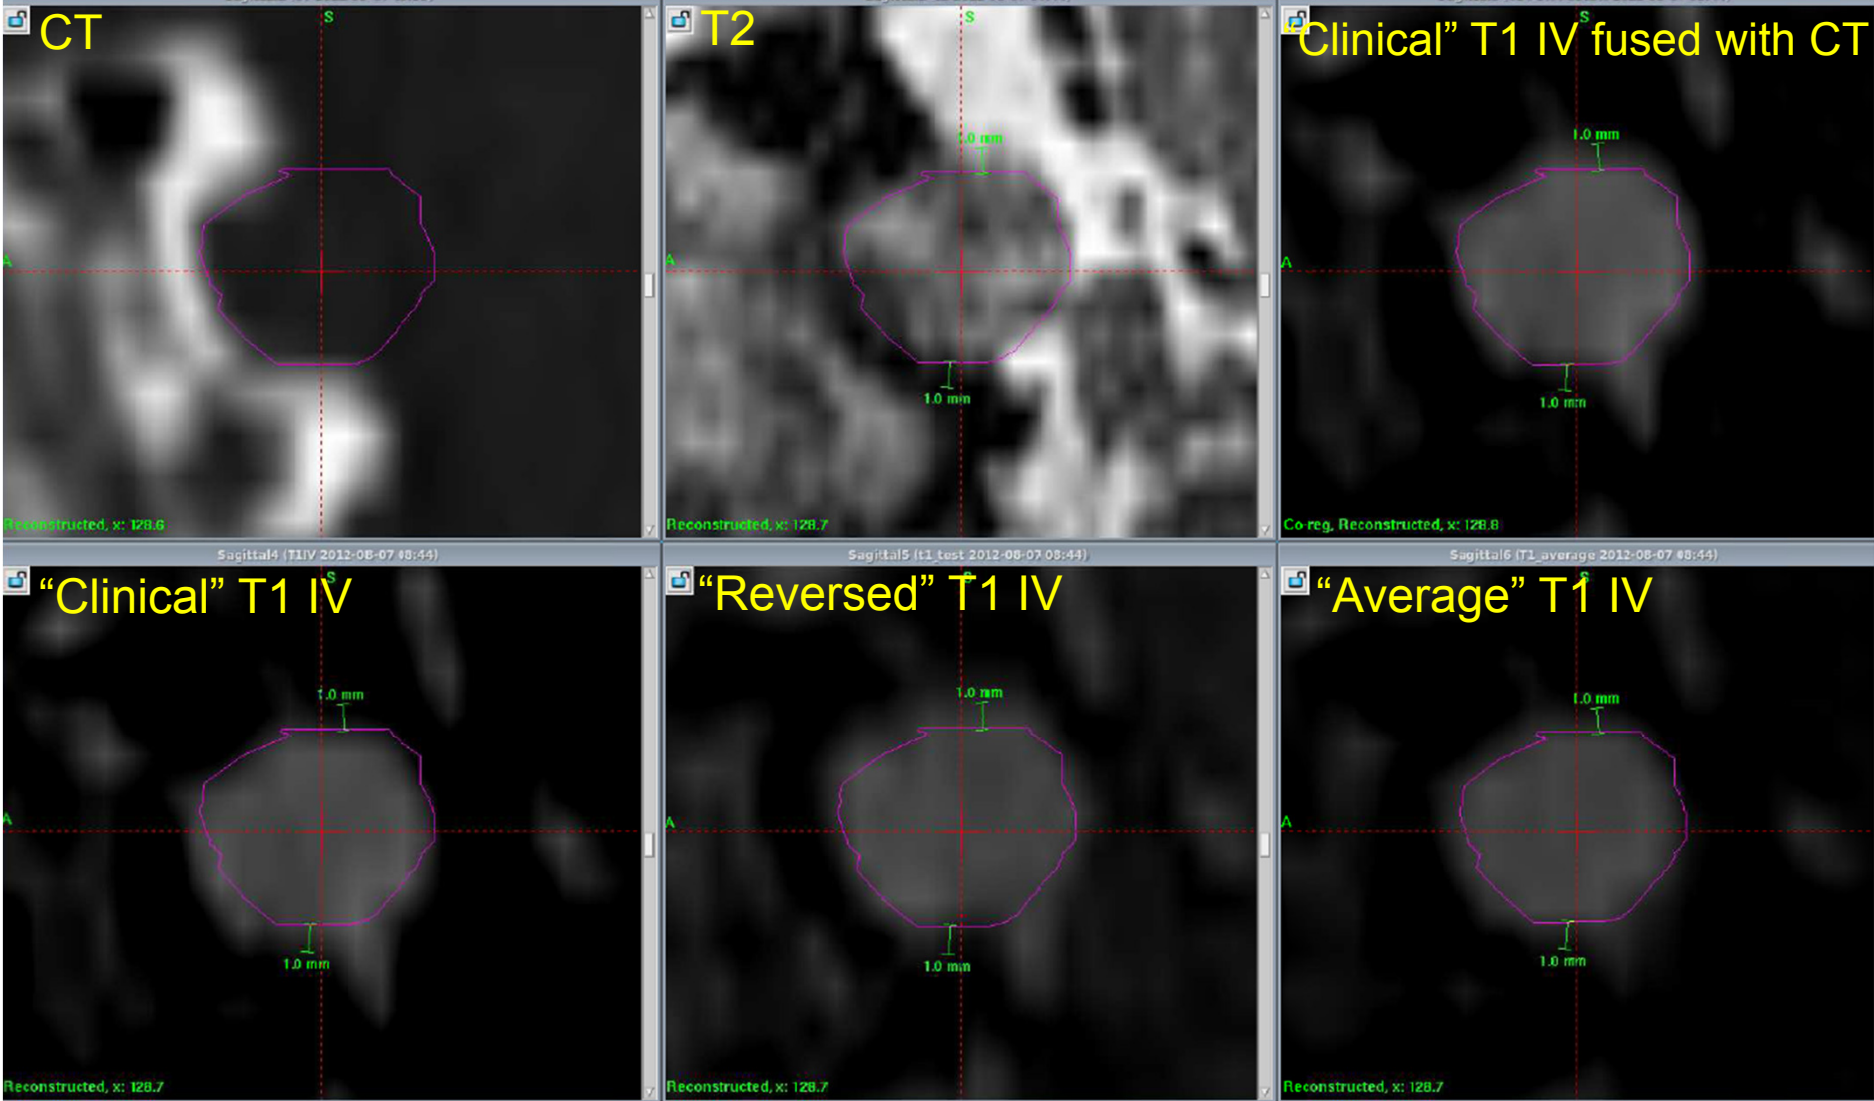 S
CT
A
Reconstructed, x: 128.6
S
T2
1.0 mm
A
1.0 mm
Reconstructed, x: 128.7
S
“Clinical” T1 IV fused with CT
1.0 mm
A
1.0 mm
Co-reg, Reconstructed, x: 128.8
Sagittal4 (T1IV 2012-08-07 08:44)
“Clinical” T1 IV
S
1.0 mm
A
1.0 mm
Reconstructed, x: 128.7
Sagittal5 (t1_test 2012-08-07 08:44)
“Reversed” T1 IV
S
1.0 mm
A
1.0 mm
Reconstructed, x: 128.7
Sagittal6 (T1_average 2012-08-07 08:44)
“Average” T1 IV
S
1.0 mm
A
1.0 mm
Reconstructed, x: 128.7